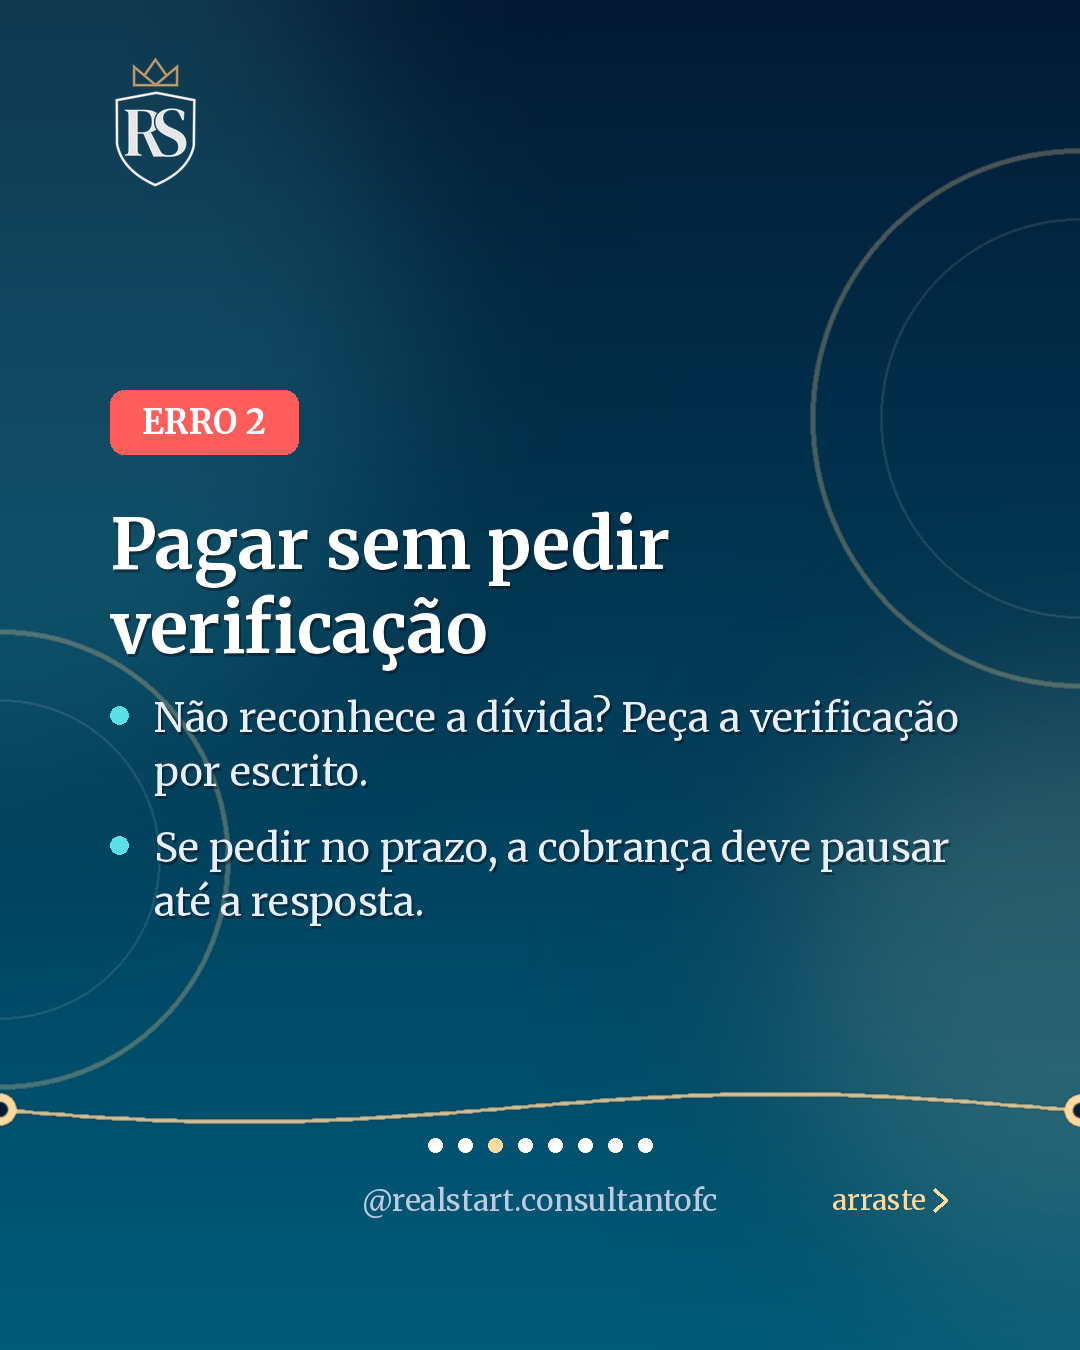 RS
ERRO 2
Pagar sem pedir
verificação
Não reconhece a dívida? Peça a verificação
por escrito.
Se pedir no prazo, a cobrança deve pausar
até a resposta.
@realstart.consultantofc
arraste